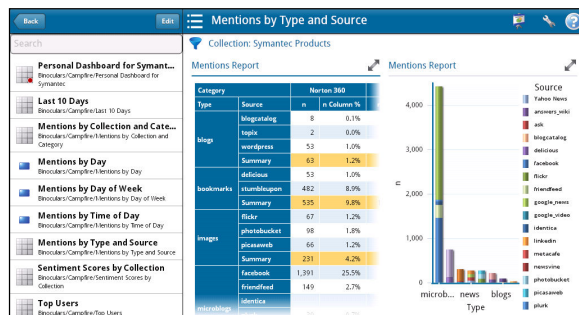 Back
Edit
Mentions by Type and Source
Search
Collection: Symantec Products
Personal Dashboard for Symant...
Binoculars/Campfire/Personal Dashboard for
Symantec
Last 10 Days
Binoculars/Campfire/Last 10 Days
Mentions by Collection and Cate...
Binoculars/Campfire/Mentions by Collection and
Category
Mentions by Day
Binoculars/Campfire/Mentions by Day
Mentions by Day of Week
Binoculars/Campfire/Mentions by Day of Week
Mentions by Time of Day
Binoculars/Campfire/Mentions by Time of Day
Mentions by Type and Source
Binoculars/Campfire/Mentions by Type and Source
Sentiment Scores by Collection
Binoculars/Campfire/Sentiment Scores by
Collection
Top Users
Binoculars/Campfire/Top Users
Mentions Report
Category Norton 360
Type Source n n Column %
blogs blogcatalog 8 0.1%
topix 2 0.0%
wordpress 53 1.0%
Summary 63 1.2%
bookmarks delicious 53 1.0%
stumbleupon 482 8.9%
Summary 535 9.8%
images flickr 67 1.2%
photobucket 98 1.8%
picasaweb 66 1.2%
Summary 231 4.2%
microblogs facebook 1,391 25.5%
friendfeed 149 2.7%
identica
Mentions Report
4,000
3,000
2,000
1,000
0
n
microb... news blogs
Type
Source
Yahoo News
answers_wiki
ask
blogcatalog
delicious
facebook
flickr
friendfeed
google_news
google_video
identica
linkedin
metacafe
newsvine
photobucket
picasaweb
plurk